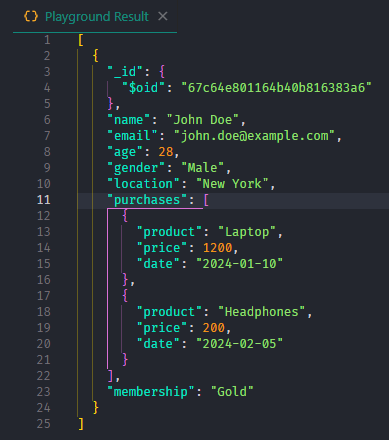 {} Playground Result ×
1 [
2   {
3     "_id": {
4       "$oid": "67c64e801164b40b816383a6"
5     },
6     "name": "John Doe",
7     "email": "john.doe@example.com",
8     "age": 28,
9     "gender": "Male",
10     "location": "New York",
11     "purchases": [
12       {
13         "product": "Laptop",
14         "price": 1200,
15         "date": "2024-01-10"
16       },
17       {
18         "product": "Headphones",
19         "price": 200,
20         "date": "2024-02-05"
21       }
22     ],
23     "membership": "Gold"
24   }
25 ]